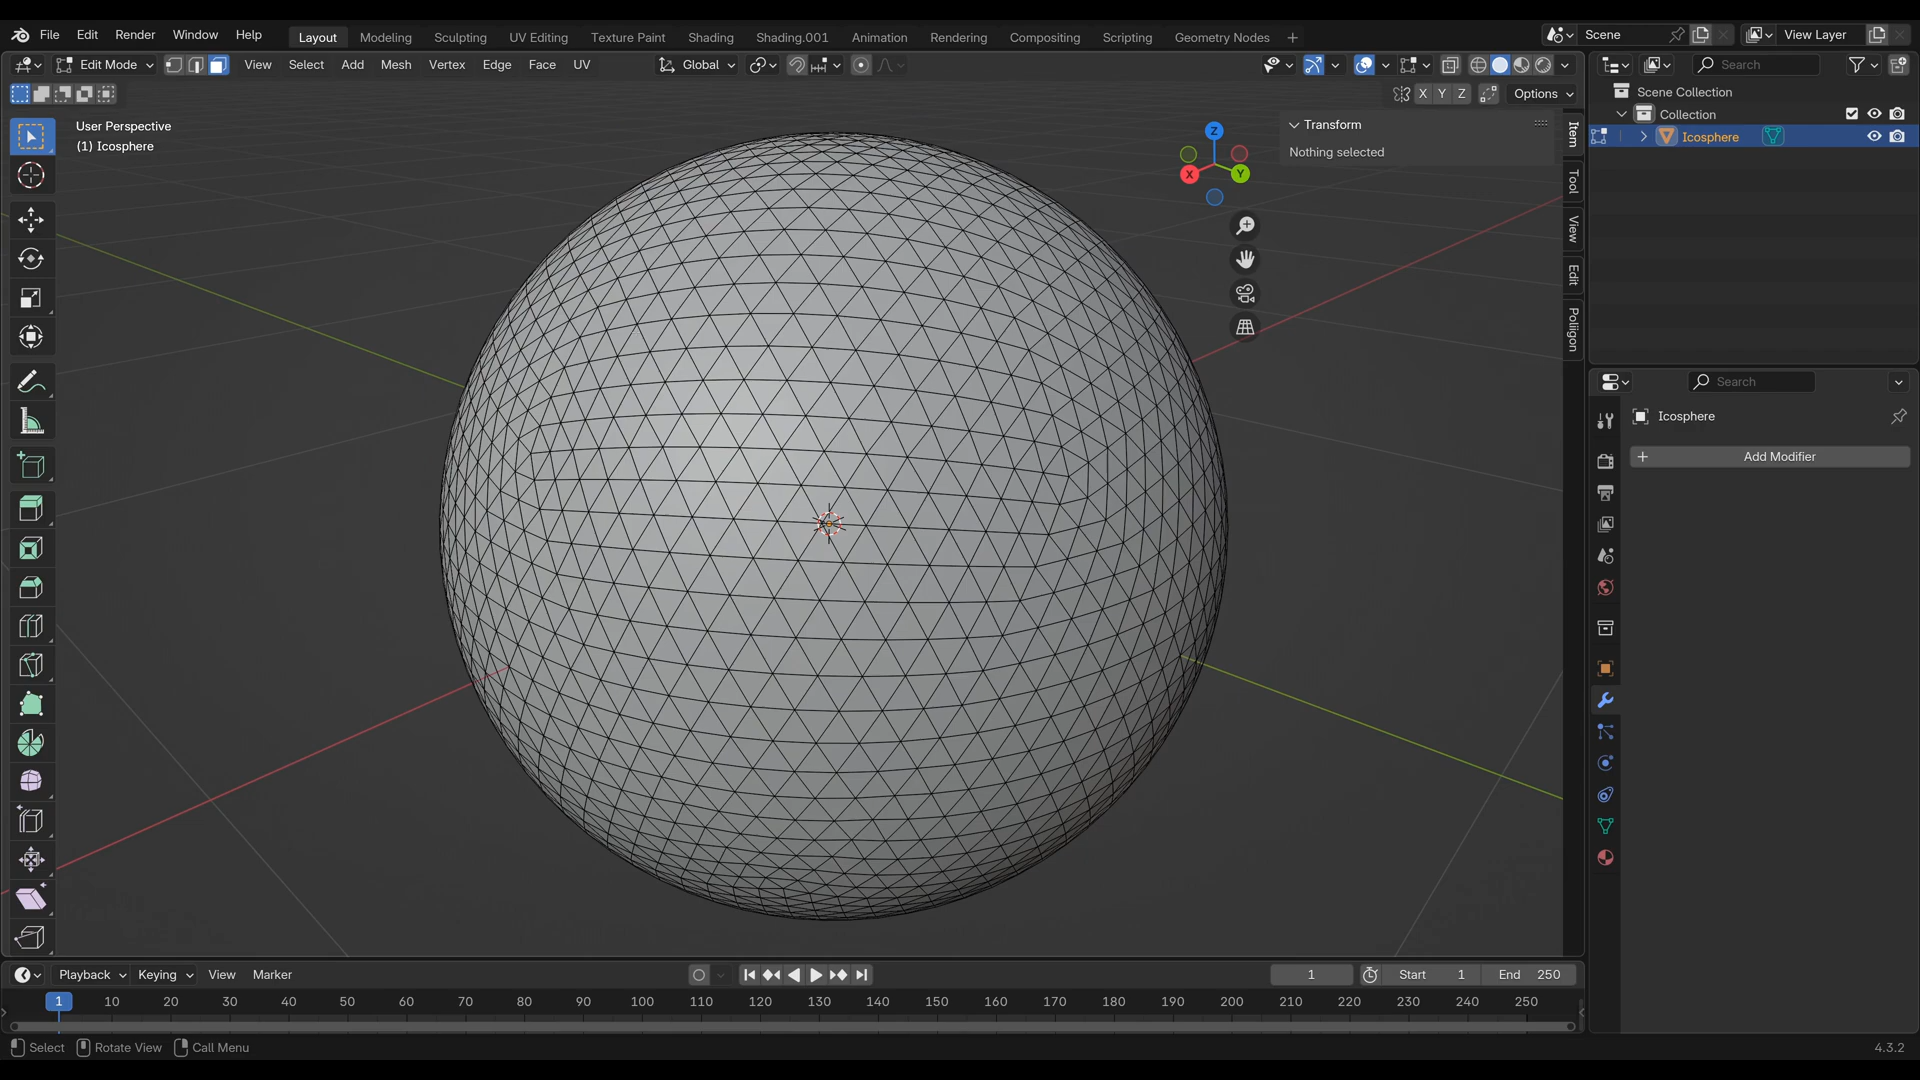 File Edit Render Window Help Layout Modeling Sculpting UV Editing Texture Paint Shading Shading.001 Animation Rendering Compositing Scripting Geometry Nodes + Scene View Layer
Edit Mode View Select Add Mesh Vertex Edge Face UV Global Search
X Y Z Options Scene Collection
Collection
Icosphere
User Perspective
(1) Icosphere
Z
X
Y
Transform
Nothing selected
Item
Tool
View
Edit
Poliigon
Search
Icosphere
+ Add Modifier
Playback Keying View Marker 1 Start 1 End 250
1 10 20 30 40 50 60 70 80 90 100 110 120 130 140 150 160 170 180 190 200 210 220 230 240 250
Select Rotate View Call Menu 4.3.2